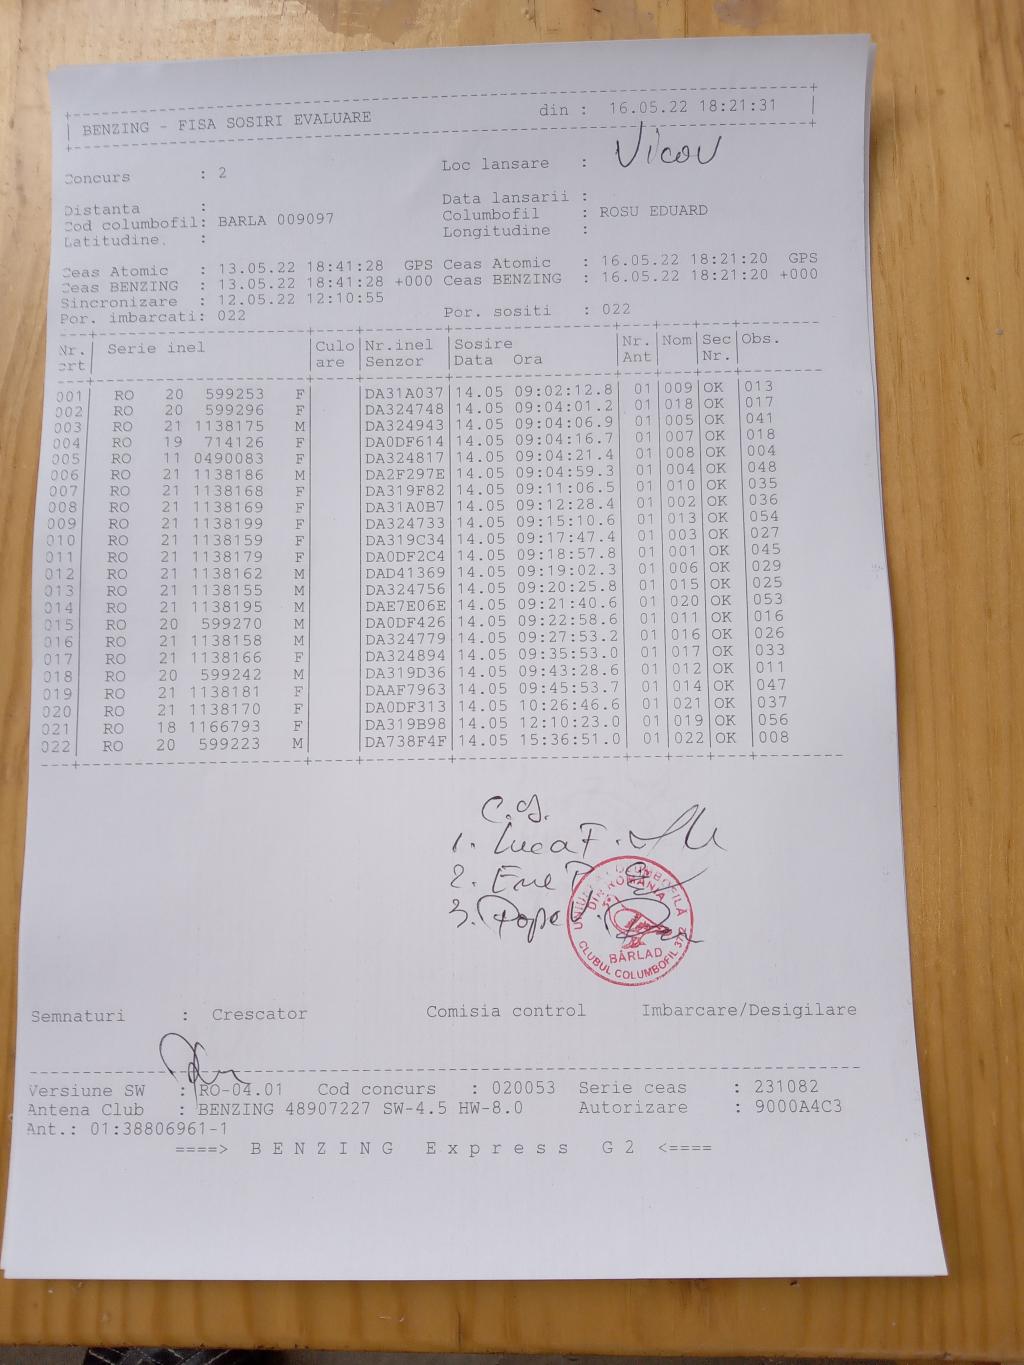 BENZING - FISA SOSIRI EVALUARE din : 16.05.22 18:21:31
Concurs : 2 Loc lansare : Vicov
Distanta : Data lansarii :
Cod columbofil: BARLA 009097 Columbofil : ROSU EDUARD
Latitudine. : Longitudine :
Ceas Atomic : 13.05.22 18:41:28 GPS Ceas Atomic : 16.05.22 18:21:20 GPS
Ceas BENZING : 13.05.22 18:41:28 +000 Ceas BENZING : 16.05.22 18:21:20 +000
Sincronizare : 12.05.22 12:10:55
Por. imbarcati: 022 Por. sositi : 022
Nr. Serie inel Culo Nr.inel Sosire Nr. Nom Sec Obs.
crt are Senzor Data Ora Ant Nr.
001 RO 20 599253 F DA31A037 14.05 09:02:12.8 01 009 OK 013
002 RO 20 599296 F DA324748 14.05 09:04:01.2 01 018 OK 017
003 RO 21 1138175 M DA324943 14.05 09:04:06.9 01 005 OK 041
004 RO 19 714126 F DA0DF614 14.05 09:04:16.7 01 007 OK 018
005 RO 11 0490083 F DA324817 14.05 09:04:21.4 01 008 OK 004
006 RO 21 1138186 M DA2F297E 14.05 09:04:59.3 01 004 OK 048
007 RO 21 1138168 F DA319F82 14.05 09:11:06.5 01 010 OK 035
008 RO 21 1138169 F DA31A0B7 14.05 09:12:28.4 01 002 OK 036
009 RO 21 1138199 F DA324733 14.05 09:15:10.6 01 013 OK 054
010 RO 21 1138159 F DA319C34 14.05 09:17:47.4 01 003 OK 027
011 RO 21 1138179 F DA0DF2C4 14.05 09:18:57.8 01 001 OK 045
012 RO 21 1138162 M DAD41369 14.05 09:19:02.3 01 006 OK 029
013 RO 21 1138155 M DA324756 14.05 09:20:25.8 01 015 OK 025
014 RO 21 1138195 M DAE7E06E 14.05 09:21:40.6 01 020 OK 053
015 RO 20 599270 M DA0DF426 14.05 09:22:58.6 01 011 OK 016
016 RO 21 1138158 M DA324779 14.05 09:27:53.2 01 016 OK 026
017 RO 21 1138166 F DA324894 14.05 09:35:53.0 01 017 OK 033
018 RO 20 599242 M DA319D36 14.05 09:43:28.6 01 012 OK 011
019 RO 21 1138181 F DAAF7963 14.05 09:45:53.7 01 014 OK 047
020 RO 21 1138170 F DA0DF313 14.05 10:26:46.6 01 021 OK 037
021 RO 18 1166793 F DA319B98 14.05 12:10:23.0 01 019 OK 056
022 RO 20 599223 M DA738F4F 14.05 15:36:51.0 01 022 OK 008
C.S.
1. Luca F.
2. Ene P
3. Popa
UNIUNEA COLUMBOFILĂ
DIN ROMÂNIA
BÂRLAD
CLUBUL COLUMBOFIL
Semnaturi : Crescator Comisia control Imbarcare/Desigilare
Versiune SW : RO-04.01 Cod concurs : 020053 Serie ceas : 231082
Antena Club : BENZING 48907227 SW-4.5 HW-8.0 Autorizare : 9000A4C3
Ant.: 01:38806961-1
====> BENZING Express G2 <====